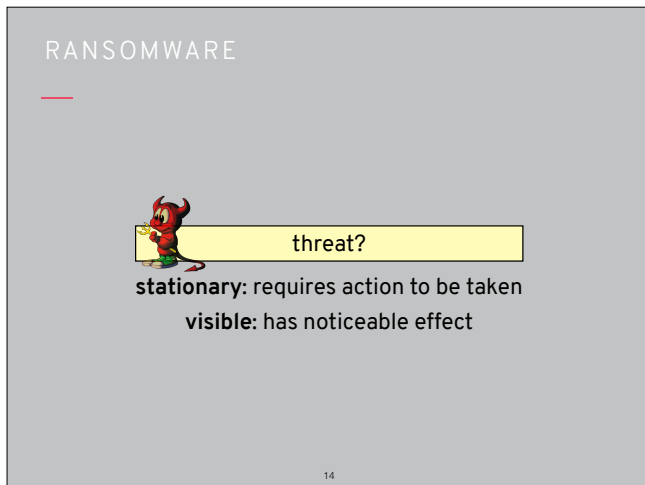 RANSOMWARE
threat?
stationary: requires action to be taken
visible: has noticeable effect
14